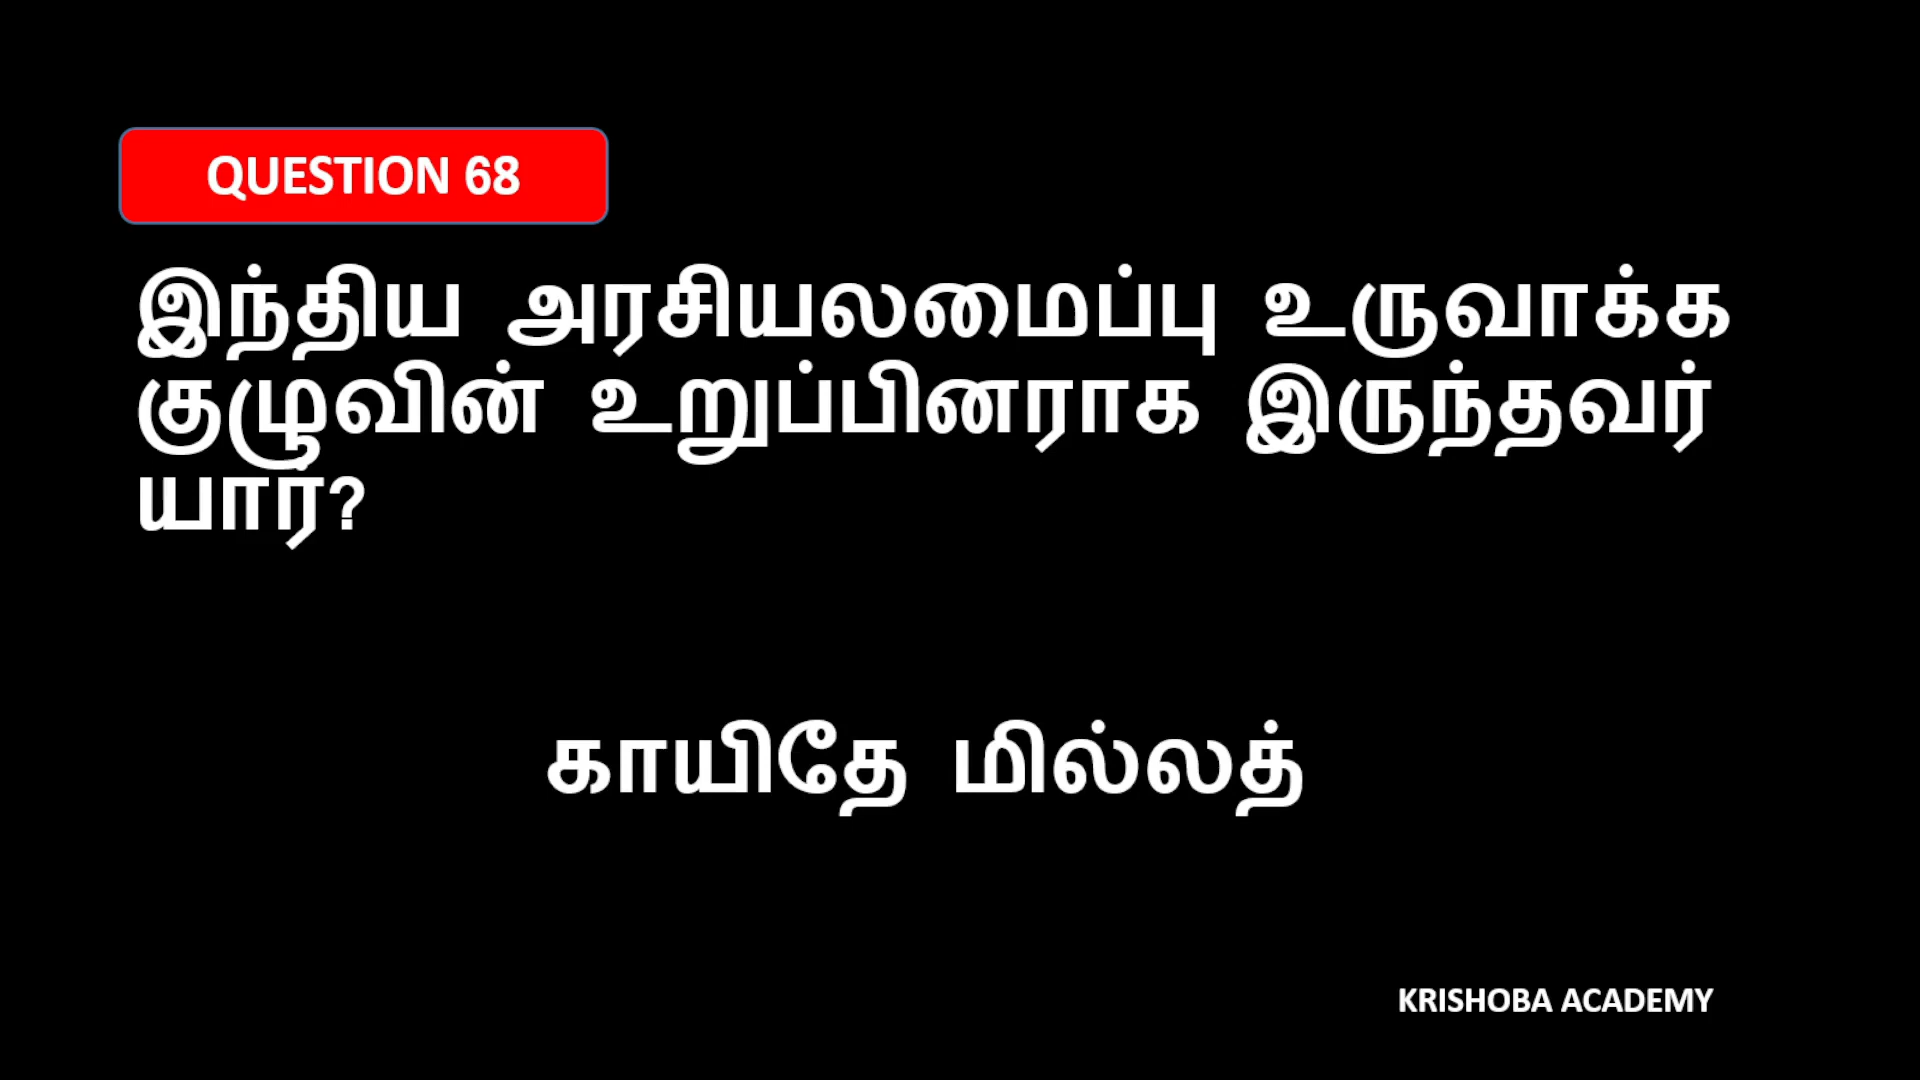 QUESTION 68
இந்திய அரசியலமைப்பு உருவாக்க
குழுவின் உறுப்பினராக இருந்தவர்
யார்?
காயிதே மில்லத்
KRISHOBA ACADEMY